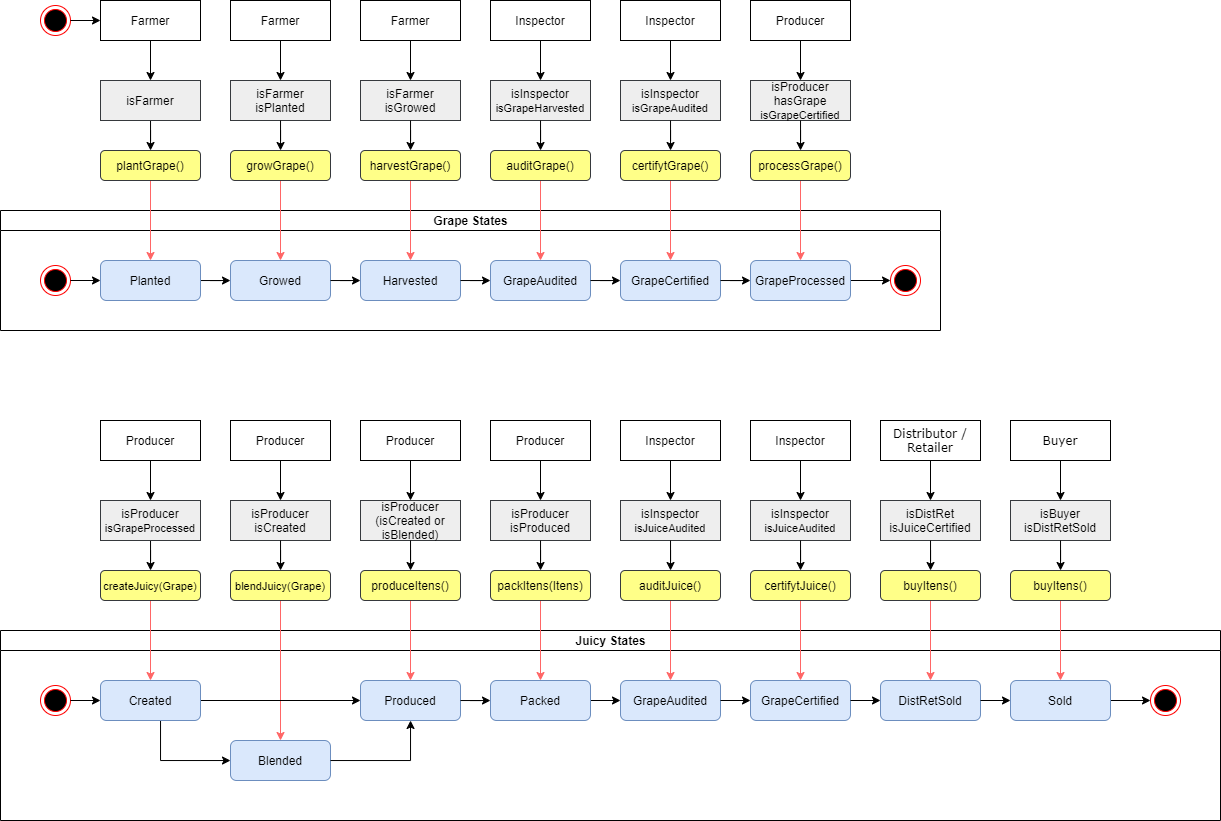 Farmer
Farmer
Farmer
Inspector
Inspector
Producer
isFarmer
isFarmer
isPlanted
isFarmer
isGrowed
isInspector
isGrapeHarvested
isInspector
isGrapeAudited
isProducer
hasGrape
isGrapeCertified
plantGrape()
growGrape()
harvestGrape()
auditGrape()
certifytGrape()
processGrape()
Grape States
Planted
Growed
Harvested
GrapeAudited
GrapeCertified
GrapeProcessed
Producer
Producer
Producer
Producer
Inspector
Inspector
Distributor /
Retailer
Buyer
isProducer
isGrapeProcessed
isProducer
isCreated
isProducer
(isCreated or
isBlended)
isProducer
isProduced
isInspector
isJuiceAudited
isInspector
isJuiceAudited
isDistRet
isJuiceCertified
isBuyer
isDistRetSold
createJuicy(Grape)
blendJuicy(Grape)
produceItens()
packItens(Itens)
auditJuice()
certifytJuice()
buyItens()
buyItens()
Juicy States
Created
Produced
Packed
GrapeAudited
GrapeCertified
DistRetSold
Sold
Blended